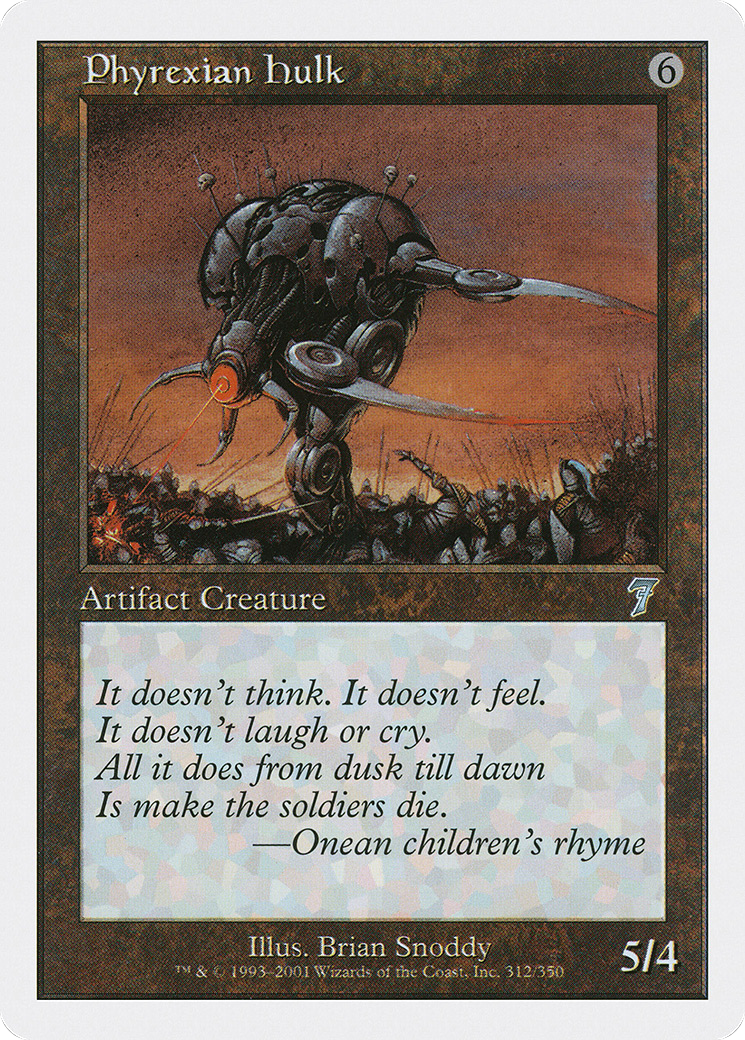 Phyrexian Hulk 6
Artifact Creature 7
It doesn't think. It doesn't feel.
It doesn't laugh or cry.
All it does from dusk till dawn
Is make the soldiers die.
—Onean children's rhyme
Illus. Brian Snoddy
™ & © 1993–2001 Wizards of the Coast, Inc. 312/350
5/4